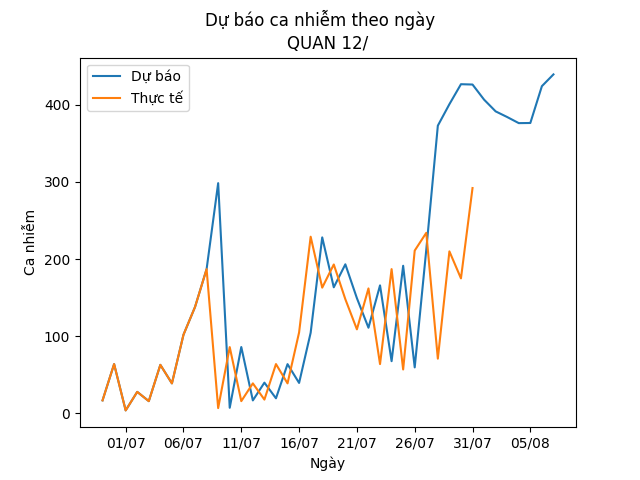 Dự báo ca nhiễm theo ngày
QUAN 12/
Dự báo
Thực tế
Ca nhiễm
400
300
200
100
0
01/07 06/07 11/07 16/07 21/07 26/07 31/07 05/08
Ngày